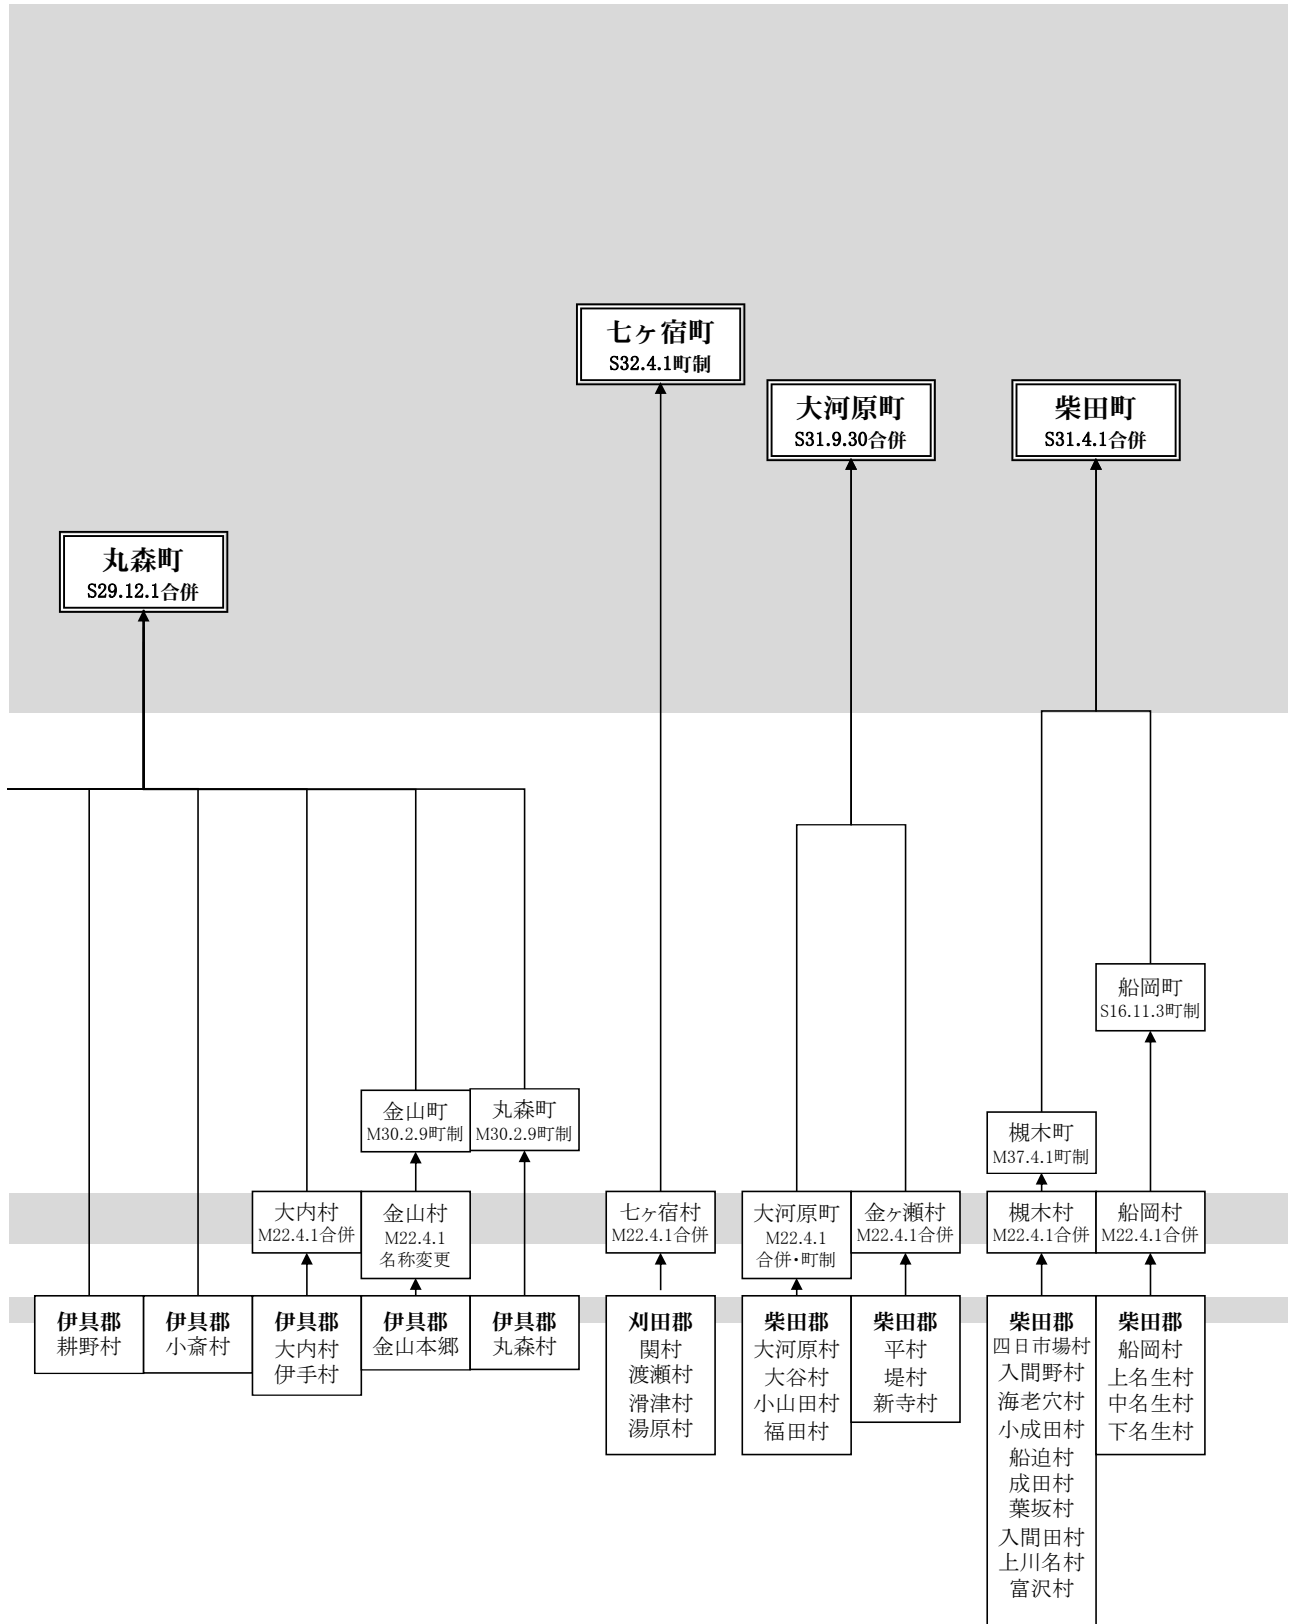 七ヶ宿町
S32.4.1町制
大河原町
S31.9.30合併
柴田町
S31.4.1合併
丸森町
S29.12.1合併
船岡町
S16.11.3町制
金山町
M30.2.9町制
丸森町
M30.2.9町制
槻木町
M37.4.1町制
大内村
M22.4.1合併
金山村
M22.4.1
名称変更
七ヶ宿村
M22.4.1合併
大河原町
M22.4.1
合併・町制
金ヶ瀬村
M22.4.1合併
槻木村
M22.4.1合併
船岡村
M22.4.1合併
伊具郡
耕野村
伊具郡
小斎村
伊具郡
大内村
伊手村
伊具郡
金山本郷
伊具郡
丸森村
刈田郡
関村
渡瀬村
滑津村
湯原村
柴田郡
大河原村
大谷村
小山田村
福田村
柴田郡
平村
堤村
新寺村
柴田郡
四日市場村
入間野村
海老穴村
小成田村
船迫村
成田村
葉坂村
入間田村
上川名村
富沢村
柴田郡
船岡村
上名生村
中名生村
下名生村